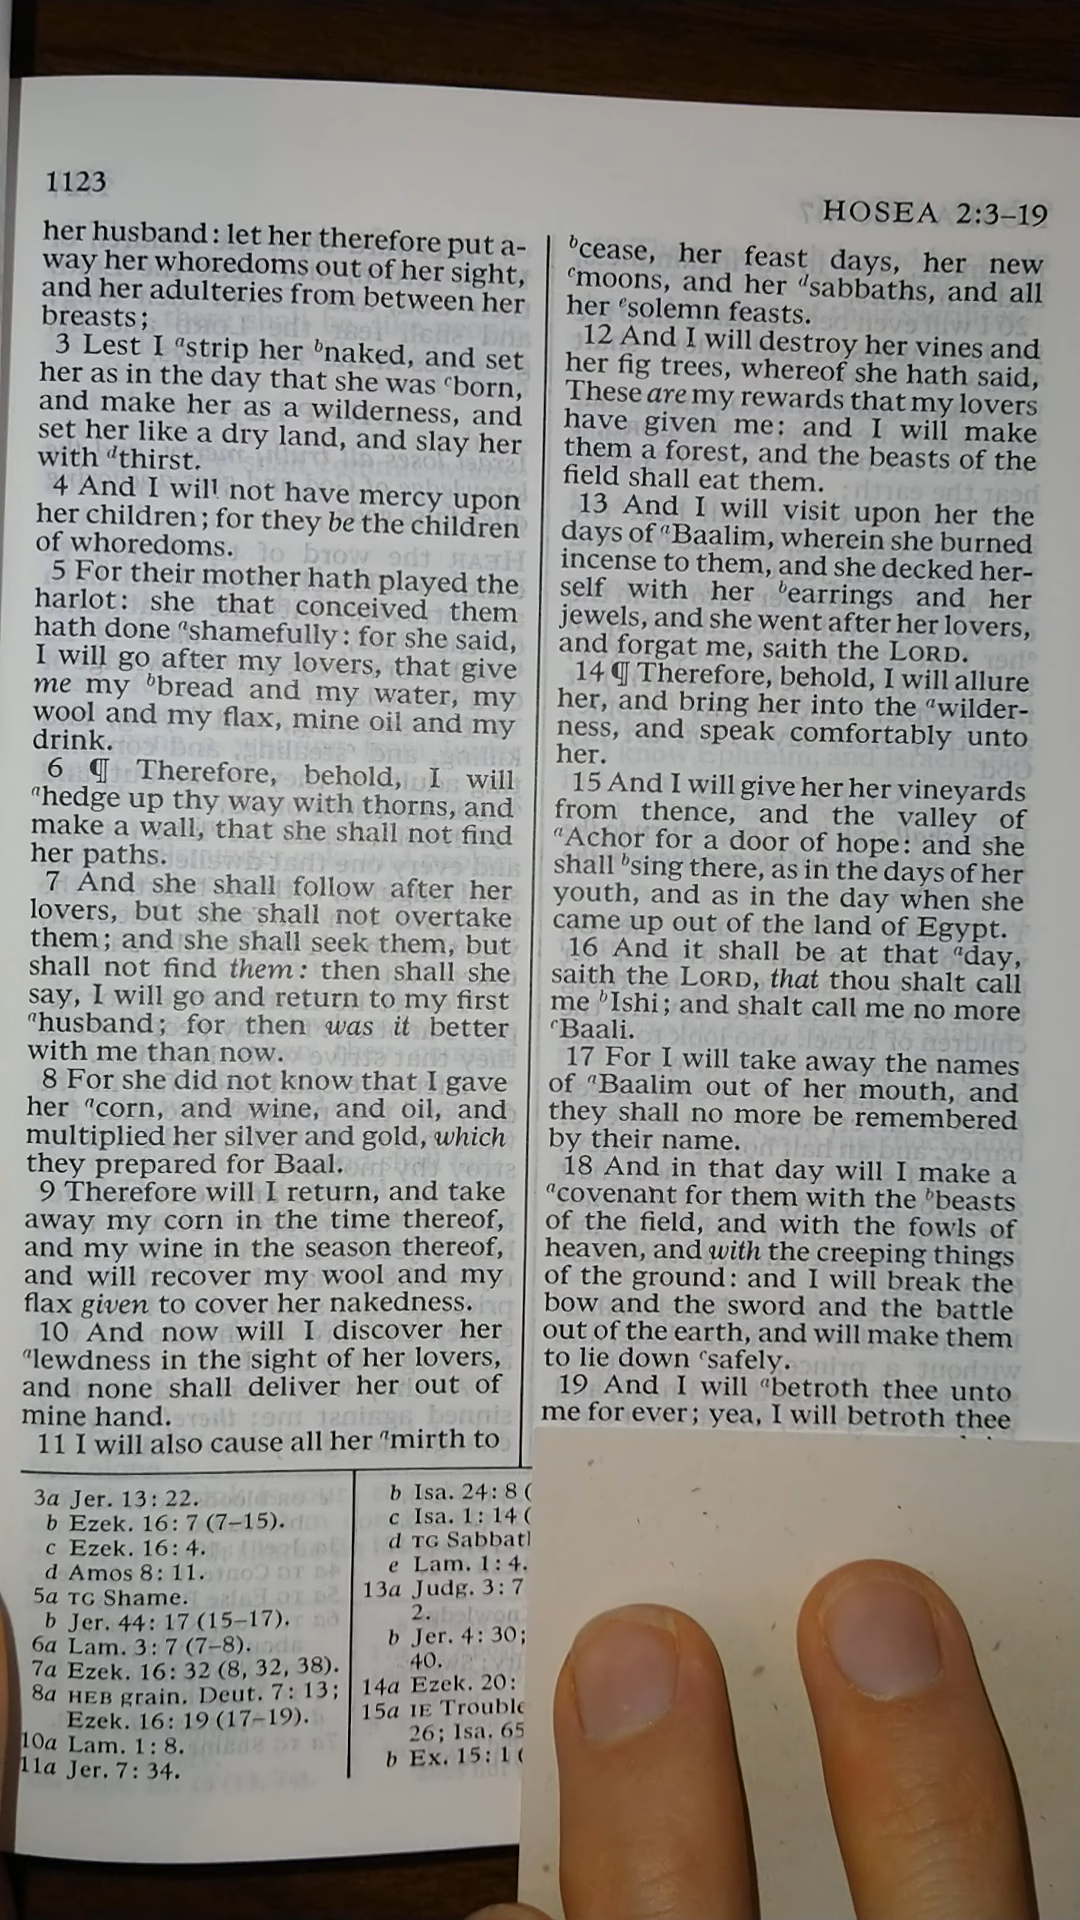 1123
HOSEA 2:3–19
her husband: let her therefore put a-
way her whoredoms out of her sight,
and her adulteries from between her
breasts;
3 Lest I astrip her bnaked, and set
her as in the day that she was cborn,
and make her as a wilderness, and
set her like a dry land, and slay her
with dthirst.
4 And I will not have mercy upon
her children; for they be the children
of whoredoms.
5 For their mother hath played the
harlot: she that conceived them
hath done ashamefully: for she said,
I will go after my lovers, that give
me my bbread and my water, my
wool and my flax, mine oil and my
drink.
6 ¶ Therefore, behold, I will
ahedge up thy way with thorns, and
make a wall, that she shall not find
her paths.
7 And she shall follow after her
lovers, but she shall not overtake
them; and she shall seek them, but
shall not find them: then shall she
say, I will go and return to my first
ahusband; for then was it better
with me than now.
8 For she did not know that I gave
her acorn, and wine, and oil, and
multiplied her silver and gold, which
they prepared for Baal.
9 Therefore will I return, and take
away my corn in the time thereof,
and my wine in the season thereof,
and will recover my wool and my
flax given to cover her nakedness.
10 And now will I discover her
alewdness in the sight of her lovers,
and none shall deliver her out of
mine hand.
11 I will also cause all her amirth to
bcease, her feast days, her new
cmoons, and her dsabbaths, and all
her esolemn feasts.
12 And I will destroy her vines and
her fig trees, whereof she hath said,
These are my rewards that my lovers
have given me: and I will make
them a forest, and the beasts of the
field shall eat them.
13 And I will visit upon her the
days of aBaalim, wherein she burned
incense to them, and she decked her-
self with her bearrings and her
jewels, and she went after her lovers,
and forgat me, saith the LORD.
14 ¶ Therefore, behold, I will allure
her, and bring her into the awilder-
ness, and speak comfortably unto
her.
15 And I will give her her vineyards
from thence, and the valley of
aAchor for a door of hope: and she
shall bsing there, as in the days of her
youth, and as in the day when she
came up out of the land of Egypt.
16 And it shall be at that aday,
saith the LORD, that thou shalt call
me bIshi; and shalt call me no more
cBaali.
17 For I will take away the names
of aBaalim out of her mouth, and
they shall no more be remembered
by their name.
18 And in that day will I make a
acovenant for them with the bbeasts
of the field, and with the fowls of
heaven, and with the creeping things
of the ground: and I will break the
bow and the sword and the battle
out of the earth, and will make them
to lie down csafely.
19 And I will abetroth thee unto
me for ever; yea, I will betroth thee
3a Jer. 13: 22.
b Ezek. 16: 7 (7–15).
c Ezek. 16: 4.
d Amos 8: 11.
5a TG Shame.
b Jer. 44: 17 (15–17).
6a Lam. 3: 7 (7–8).
7a Ezek. 16: 32 (8, 32, 38).
8a HEB grain. Deut. 7: 13;
Ezek. 16: 19 (17–19).
10a Lam. 1: 8.
11a Jer. 7: 34.
b Isa. 24: 8 (
c Isa. 1: 14 (
d TG
e Lam. 1: 4.
13a Judg. 3: 7
2.
b Jer. 4: 30;
40.
14a Ezek. 20:
15a IE
26; Isa. 65
b Ex. 15: 1 (